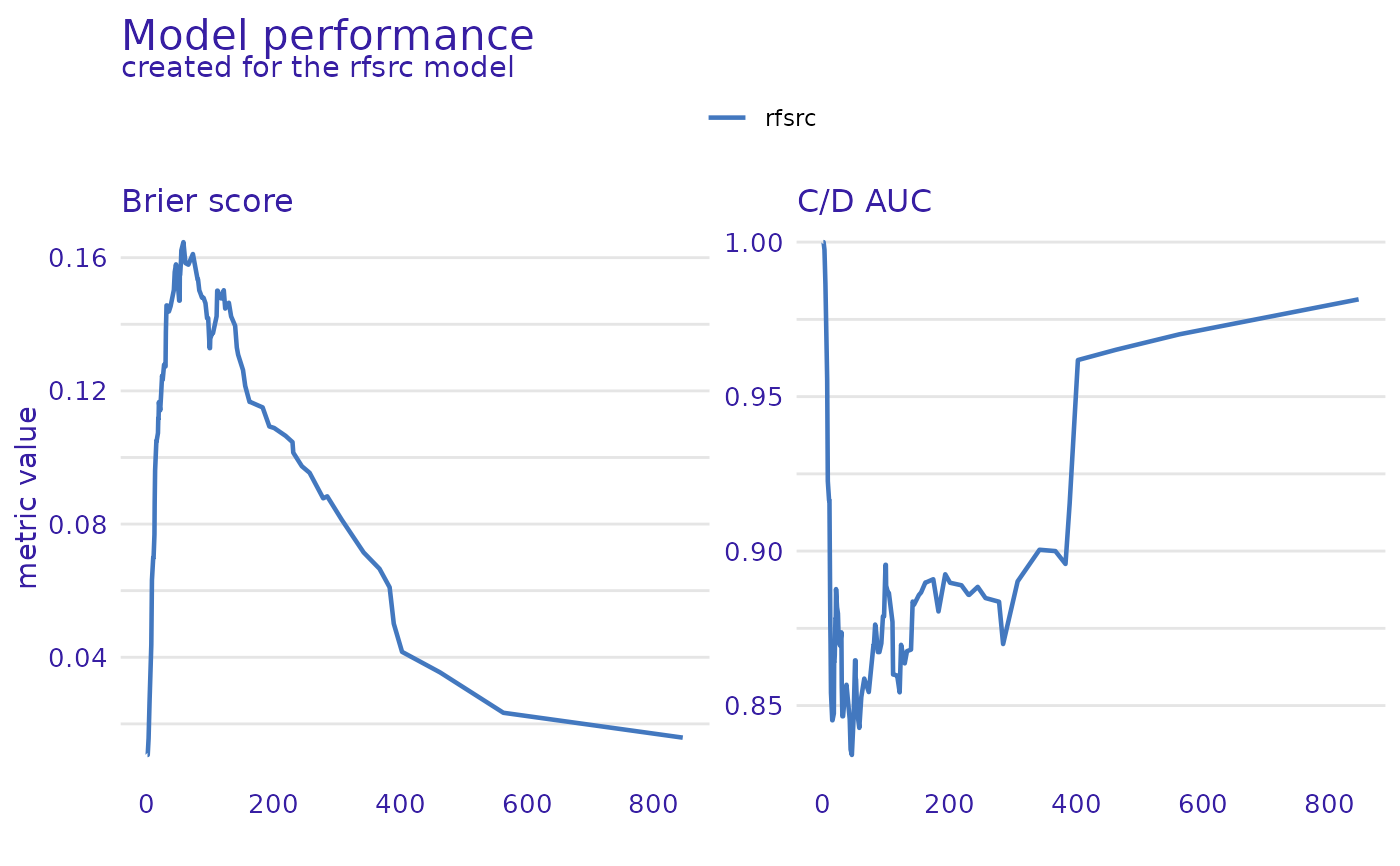 Model performance
created for the rfsrc model
rfsrc
Brier score
metric value
0.16
0.12
0.08
0.04
0 200 400 600 800
C/D AUC
1.00
0.95
0.90
0.85
0 200 400 600 800